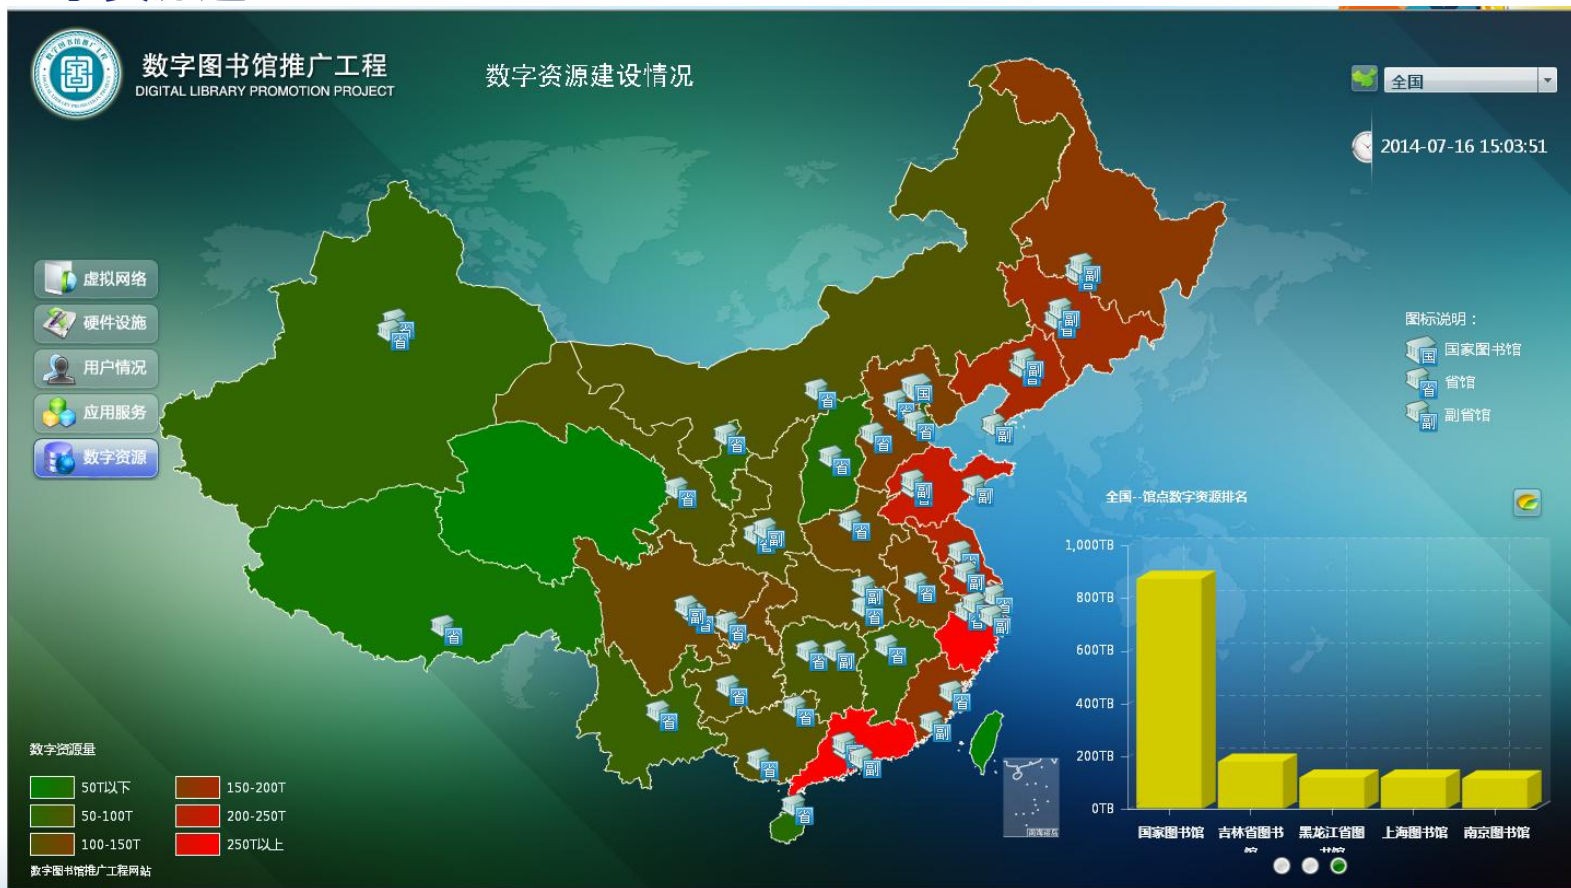 数字图书馆推广工程
DIGITAL LIBRARY PROMOTION PROJECT
数字资源建设情况
全国
2014-07-16 15:03:51
虚拟网络
硬件设施
用户情况
应用服务
数字资源
图标说明：
国 国家图书馆
省 省馆
副 副省馆
全国--馆点数字资源排名
1,000TB
800TB
600TB
400TB
200TB
0TB
国家图书馆 吉林省图书 黑龙江省图 上海图书馆 南京图书馆
数字资源量
50T以下 150-200T
50-100T 200-250T
100-150T 250T以上
数字图书馆推广工程网站